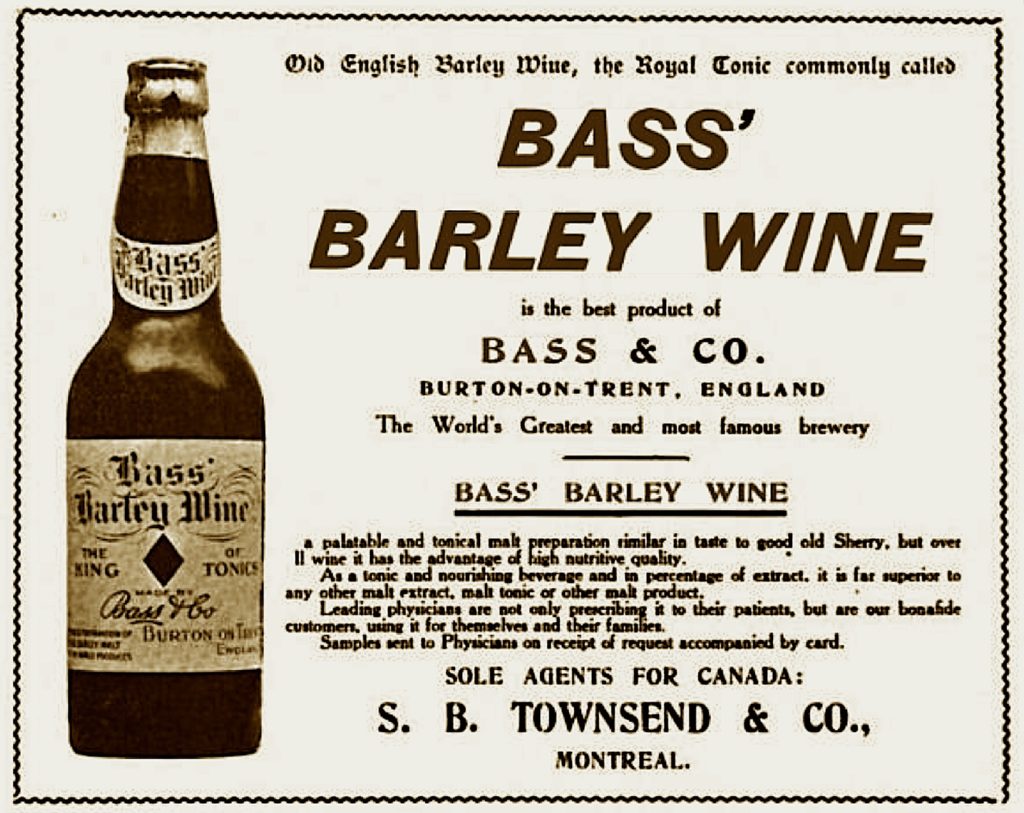 Old English Barley Wine, the Royal Tonic commonly called
BASS'
BARLEY WINE
is the best product of
BASS & CO.
BURTON-ON-TRENT, ENGLAND
The World's Greatest and most famous brewery
BASS' BARLEY WINE
a palatable and tonical malt preparation similar in taste to good old Sherry, but over
ll wine it has the advantage of high nutritive quality.
As a tonic and nourishing beverage and in percentage of extract, it is far superior to
any other malt extract, malt tonic or other malt product.
Leading physicians are not only prescribing it to their patients, but are our bonafide
customers, using it for themselves and their families.
Samples sent to Physicians on receipt of request accompanied by card.
SOLE AGENTS FOR CANADA:
S. B. TOWNSEND & CO.,
MONTREAL.
Bass'
Barley Wine
Bass'
Barley Wine
THE KING OF TONICS
MADE BY
Bass & Co
BURTON ON TREN
ENGLAN